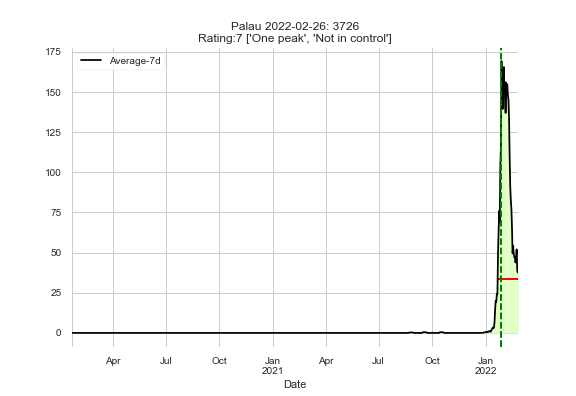 Palau 2022-02-26: 3726
Rating:7 ['One peak', 'Not in control']
175
Average-7d
150
125
100
75
50
25
0
Apr Jul Oct Jan Apr Jul Oct Jan
2021 2022
Date